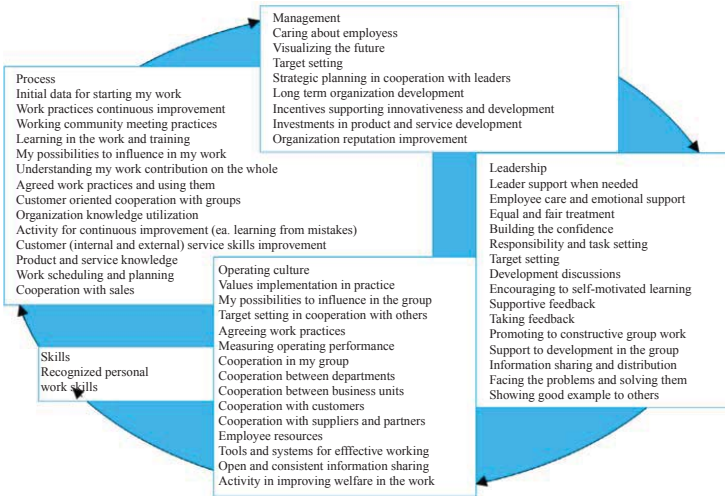 Management
Caring about employess
Visualizing the future
Target setting
Strategic planning in cooperation with leaders
Long term organization development
Incentives supporting innovativeness and development
Investments in product and service development
Organization reputation improvement
Process
Initial data for starting my work
Work practices continuous improvement
Working community meeting practices
Learning in the work and training
My possibilities to influence in my work
Understanding my work contribution on the whole
Agreed work practices and using them
Customer oriented cooperation with groups
Organization knowledge utilization
Activity for continuous improvement (ea. learning from mistakes)
Customer (internal and external) service skills improvement
Product and service knowledge
Work scheduling and planning
Cooperation with sales
Leadership
Leader support when needed
Employee care and emotional support
Equal and fair treatment
Building the confidence
Responsibility and task setting
Target setting
Development discussions
Encouraging to self-motivated learning
Supportive feedback
Taking feedback
Promoting to constructive group work
Support to development in the group
Information sharing and distribution
Facing the problems and solving them
Showing good example to others
Operating culture
Values implementation in practice
My possibilities to influence in the group
Target setting in cooperation with others
Agreeing work practices
Measuring operating performance
Cooperation in my group
Cooperation between departments
Cooperation between business units
Cooperation with customers
Cooperation with suppliers and partners
Employee resources
Tools and systems for efffective working
Open and consistent information sharing
Activity in improving welfare in the work
Skills
Recognized personal
work skills